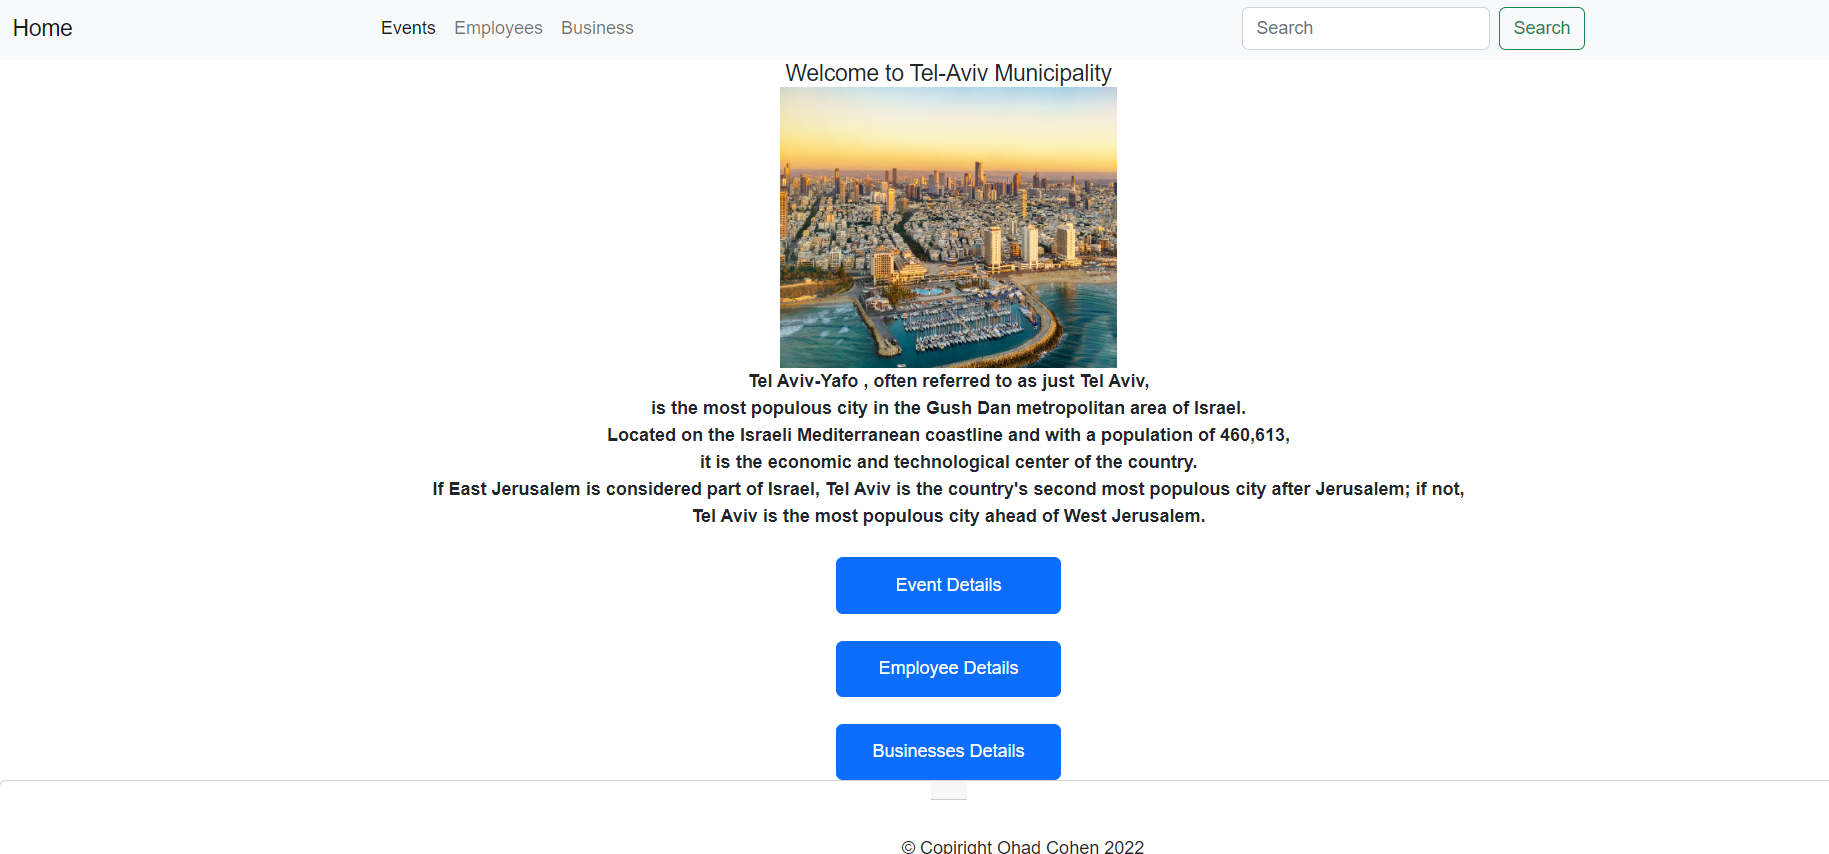 Home Events Employees Business Search Search
Welcome to Tel-Aviv Municipality
Tel Aviv-Yafo , often referred to as just Tel Aviv,
is the most populous city in the Gush Dan metropolitan area of Israel.
Located on the Israeli Mediterranean coastline and with a population of 460,613,
it is the economic and technological center of the country.
If East Jerusalem is considered part of Israel, Tel Aviv is the country's second most populous city after Jerusalem; if not,
Tel Aviv is the most populous city ahead of West Jerusalem.
Event Details
Employee Details
Businesses Details
© Copiright Ohad Cohen 2022